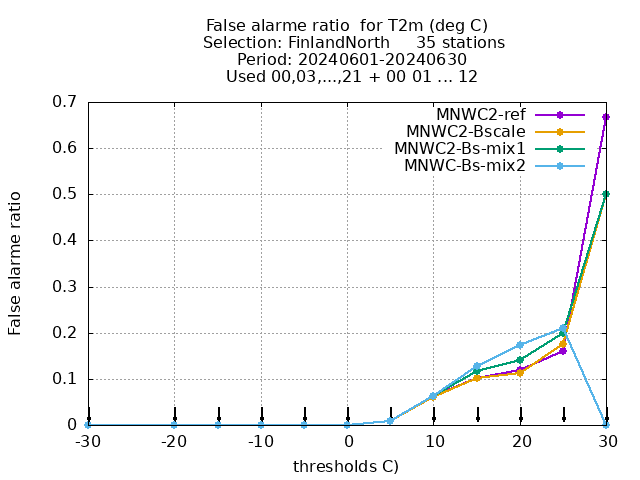 False alarme ratio  for T2m (deg C)
Selection: FinlandNorth     35 stations
Period: 20240601-20240630
Used 00,03,...,21 + 00 01 ... 12
MNWC2-ref
MNWC2-Bscale
MNWC2-Bs-mix1
MNWC-Bs-mix2
False alarme ratio
0.7
0.6
0.5
0.4
0.3
0.2
0.1
0
-30 -20 -10 0 10 20 30
thresholds C)